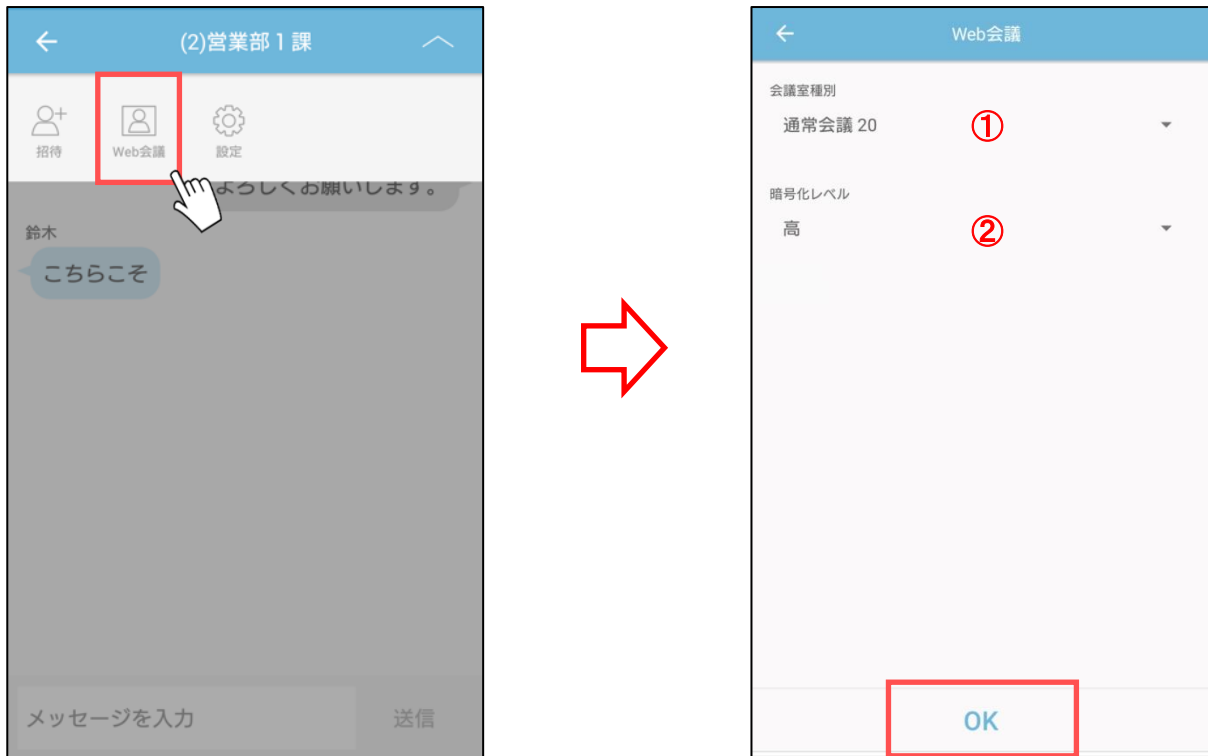 (2)営業部1課
招待
Web会議
設定
よろしくお願いします。
鈴木
こちらこそ
メッセージを入力
送信
Web会議
会議室種別
通常会議 20
①
暗号化レベル
高
②
OK